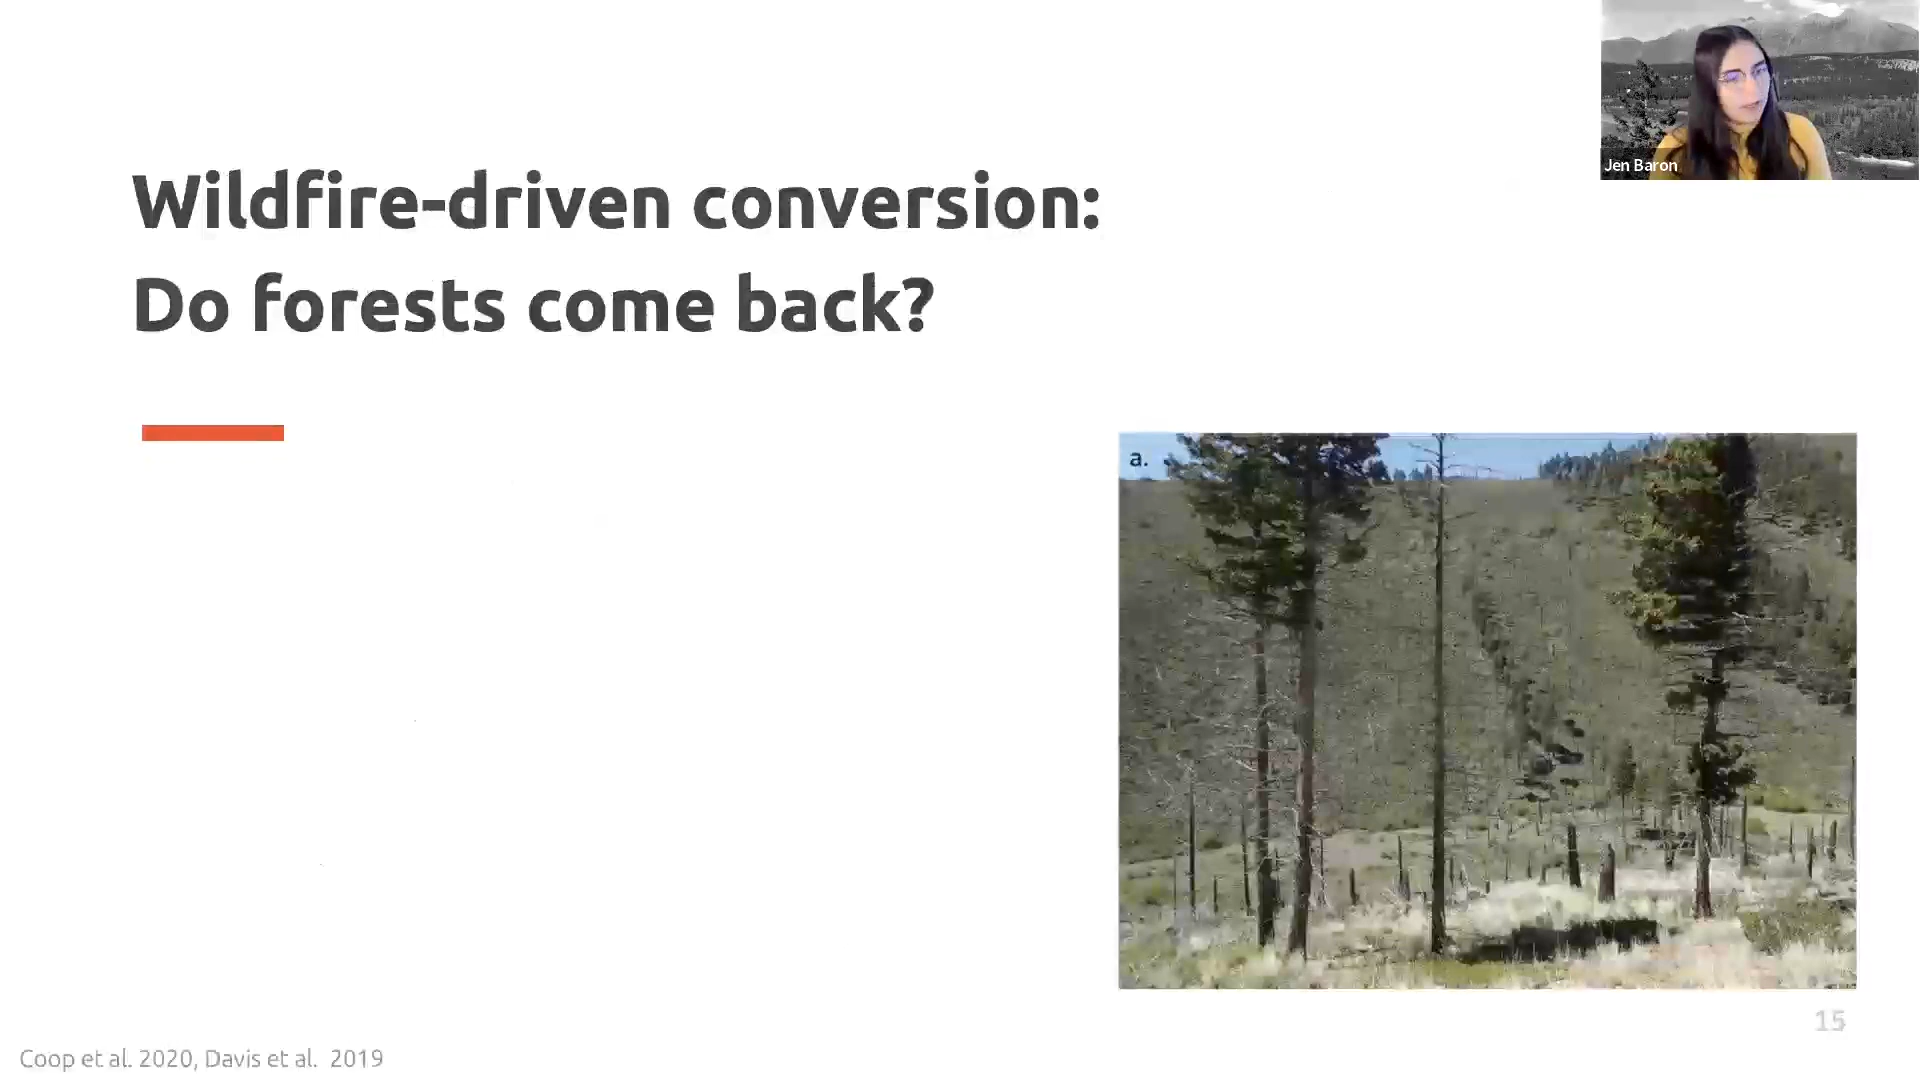 Jen Baron
Wildfire-driven conversion:
Do forests come back?
a.
15
Coop et al. 2020, Davis et al. 2019